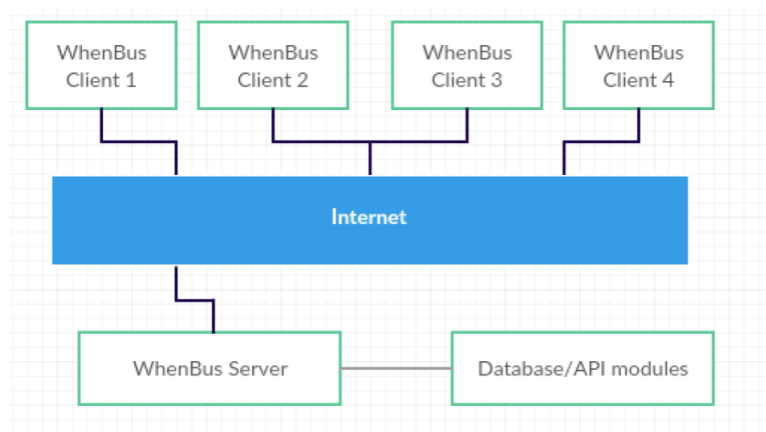 WhenBus
Client 1
WhenBus
Client 2
WhenBus
Client 3
WhenBus
Client 4
Internet
WhenBus Server
Database/API modules